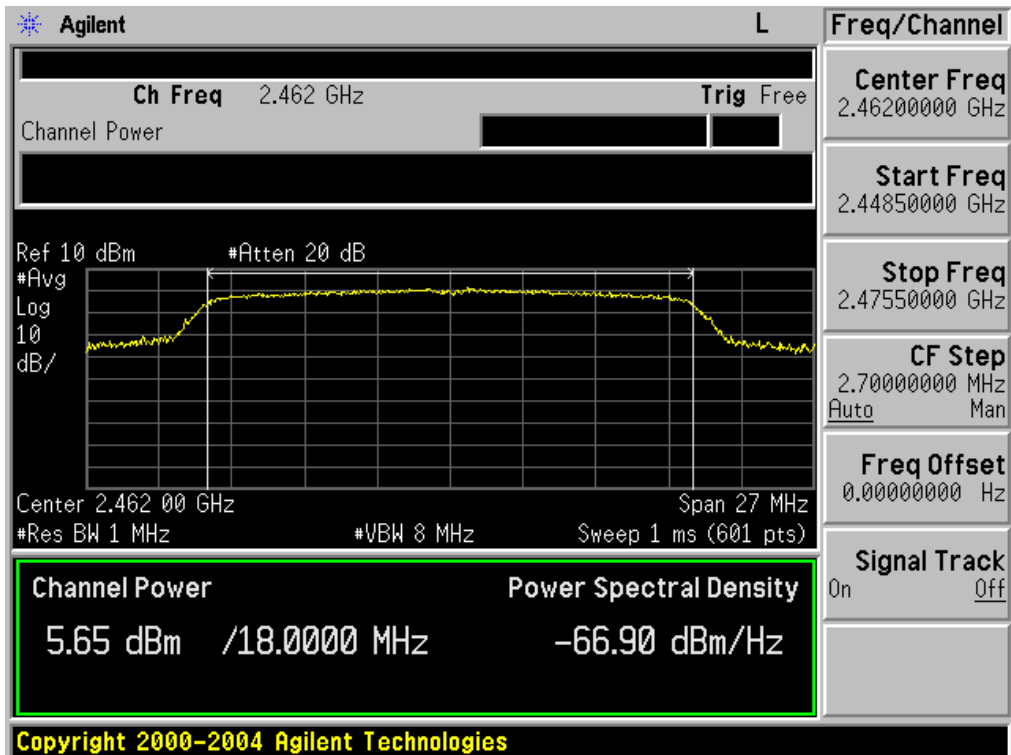 Agilent L Freq/Channel
Ch Freq 2.462 GHz Trig Free
Channel Power
Ref 10 dBm #Atten 20 dB
#Avg
Log
10
dB/
Center 2.462 00 GHz Span 27 MHz
#Res BW 1 MHz #VBW 8 MHz Sweep 1 ms (601 pts)
Channel Power Power Spectral Density
5.65 dBm /18.0000 MHz -66.90 dBm/Hz
Copyright 2000-2004 Agilent Technologies
Center Freq
2.46200000 GHz
Start Freq
2.44850000 GHz
Stop Freq
2.47550000 GHz
CF Step
2.70000000 MHz
Auto Man
Freq Offset
0.00000000 Hz
Signal Track
On Off